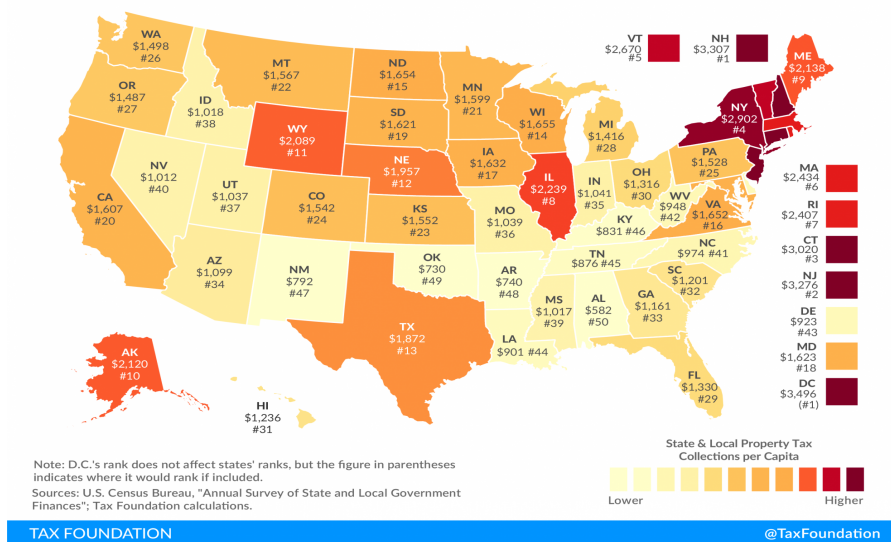 WA
$1,498
#26
OR
$1,487
#27
CA
$1,607
#20
NV
$1,012
#40
ID
$1,018
#38
MT
$1,567
#22
WY
$2,089
#11
UT
$1,037
#37
AZ
$1,099
#34
CO
$1,542
#24
NM
$792
#47
ND
$1,654
#15
SD
$1,621
#19
NE
$1,957
#12
KS
$1,552
#23
OK
$730
#49
TX
$1,872
#13
MN
$1,599
#21
IA
$1,632
#17
MO
$1,039
#36
AR
$740
#48
LA
$901 #44
WI
$1,655
#14
IL
$2,239
#8
MI
$1,416
#28
IN
$1,041
#35
OH
$1,316
#30
KY
$831 #46
TN
$876 #45
MS
$1,017
#39
AL
$582
#50
GA
$1,161
#33
FL
$1,330
#29
SC
$1,201
#32
NC
$974 #41
VA
$1,652
#16
WV
$948
#42
PA
$1,528
#25
NY
$2,902
#4
VT
$2,670
#5
NH
$3,307
#1
ME
$2,138
#9
MA
$2,434
#6
RI
$2,407
#7
CT
$3,020
#3
NJ
$3,276
#2
DE
$923
#43
MD
$1,623
#18
DC
$3,496
(#1)
AK
$2,120
#10
HI
$1,236
#31
Note: D.C.'s rank does not affect states' ranks, but the figure in parentheses
indicates where it would rank if included.
Sources: U.S. Census Bureau, "Annual Survey of State and Local Government
Finances"; Tax Foundation calculations.
State & Local Property Tax
Collections per Capita
Lower Higher
TAX FOUNDATION @TaxFoundation